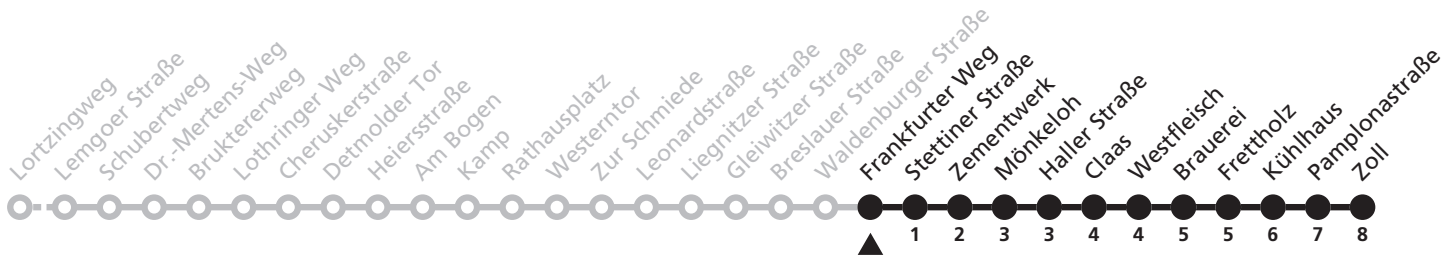 Lortzingweg
Lemgoer Straße
Schubertweg
Dr.-Mertens-Weg
Bruktererweg
Lothringer Weg
Cheruskerstraße
Detmolder Tor
Heiersstraße
Am Bogen
Kamp
Rathausplatz
Westerntor
Zur Schmiede
Leonardstraße
Liegnitzer Straße
Gleiwitzer Straße
Breslauer Straße
Waldenburger Straße
Frankfurter Weg
Stettiner Straße
Zementwerk
Mönkeloh
Haller Straße
Claas
Westfleisch
Brauerei
Frettholz
Kühlhaus
Pamplonastraße
Zoll
1 2 3 3 4 4 5 5 6 7 8